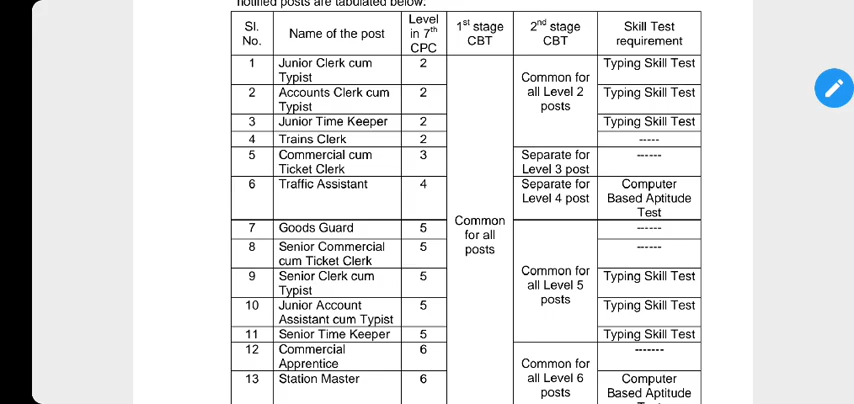 notified posts are tabulated below:
Sl. No. Name of the post Level in 7th CPC 1st stage CBT 2nd stage CBT Skill Test requirement
1 Junior Clerk cum Typist 2 Common for all posts Common for all Level 2 posts Typing Skill Test
2 Accounts Clerk cum Typist 2 Typing Skill Test
3 Junior Time Keeper 2 Typing Skill Test
4 Trains Clerk 2 -----
5 Commercial cum Ticket Clerk 3 Separate for Level 3 post ------
6 Traffic Assistant 4 Separate for Level 4 post Computer Based Aptitude Test
7 Goods Guard 5 Common for all Level 5 posts ------
8 Senior Commercial cum Ticket Clerk 5 ------
9 Senior Clerk cum Typist 5 Typing Skill Test
10 Junior Account Assistant cum Typist 5 Typing Skill Test
11 Senior Time Keeper 5 Typing Skill Test
12 Commercial Apprentice 6 Common for all Level 6 posts -------
13 Station Master 6 Computer Based Aptitude